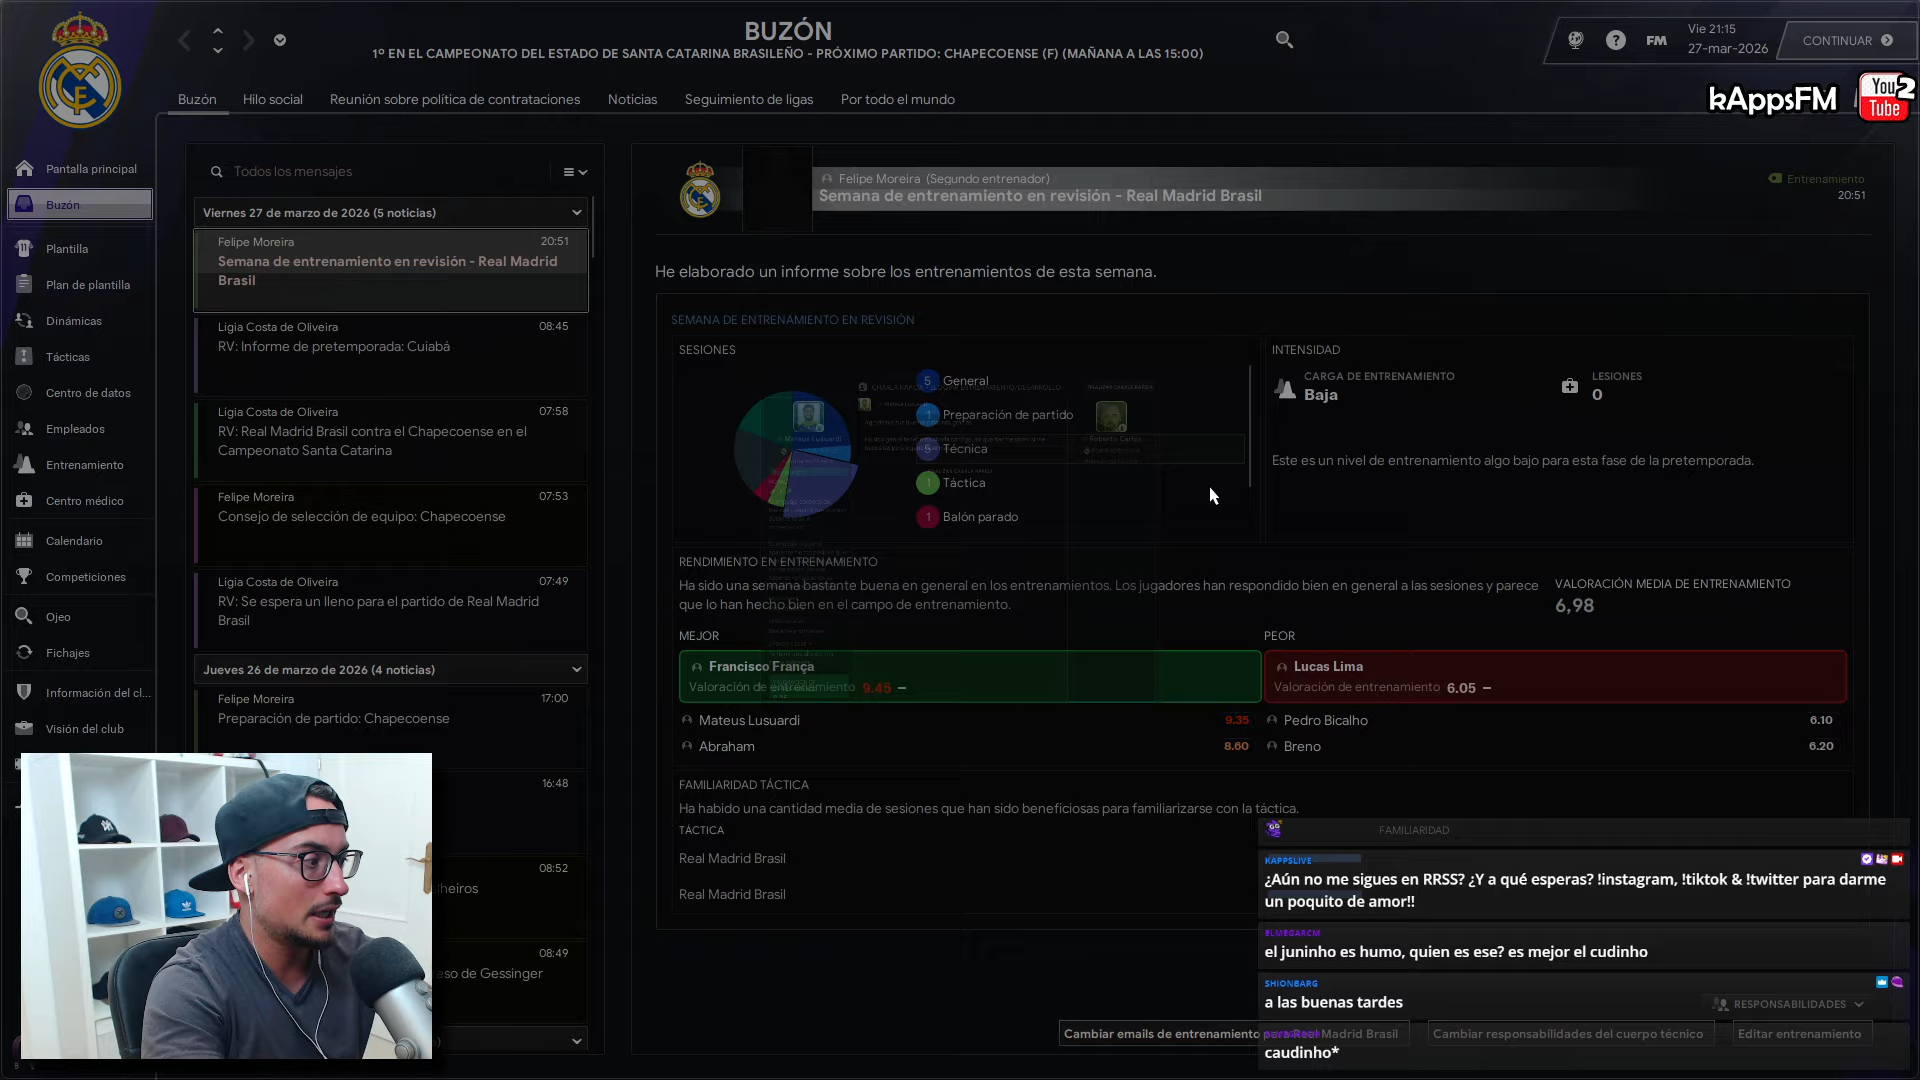 BUZÓN
1º EN EL CAMPEONATO DEL ESTADO DE SANTA CATARINA BRASILEÑO - PRÓXIMO PARTIDO: CHAPECOENSE (F) (MAÑANA A LAS 15:00)
FM
Vie 21:15
27-mar-2026
CONTINUAR
Buzón
Hilo social
Reunión sobre política de contrataciones
Noticias
Seguimiento de ligas
Por todo el mundo
kAppsFM
You2
Tube
Pantalla principal
Buzón
Plantilla
Plan de plantilla
Dinámicas
Tácticas
Centro de datos
Empleados
Entrenamiento
Centro médico
Calendario
Competiciones
Ojeo
Fichajes
Información del cl...
Visión del club
Todos los mensajes
Viernes 27 de marzo de 2026 (5 noticias)
Felipe Moreira 20:51
Semana de entrenamiento en revisión - Real Madrid
Brasil
Ligia Costa de Oliveira 08:45
RV: Informe de pretemporada: Cuiabá
Ligia Costa de Oliveira 07:58
RV: Real Madrid Brasil contra el Chapecoense en el
Campeonato Santa Catarina
Felipe Moreira 07:53
Consejo de selección de equipo: Chapecoense
Ligia Costa de Oliveira 07:49
RV: Se espera un lleno para el partido de Real Madrid
Brasil
Jueves 26 de marzo de 2026 (4 noticias)
Felipe Moreira 17:00
Preparación de partido: Chapecoense
16:48
08:52
lheiros
08:49
eso de Gessinger
Felipe Moreira (Segundo entrenador)
Semana de entrenamiento en revisión - Real Madrid Brasil
Entrenamiento
20:51
He elaborado un informe sobre los entrenamientos de esta semana.
SEMANA DE ENTRENAMIENTO EN REVISIÓN
SESIONES
5 General
1 Preparación de partido
5 Técnica
1 Táctica
1 Balón parado
Mateus Lusuardi
Roberto Carlos
INTENSIDAD
CARGA DE ENTRENAMIENTO
Baja
LESIONES
0
Este es un nivel de entrenamiento algo bajo para esta fase de la pretemporada.
RENDIMIENTO EN ENTRENAMIENTO
Ha sido una semana bastante buena en general en los entrenamientos. Los jugadores han respondido bien en general a las sesiones y parece
que lo han hecho bien en el campo de entrenamiento.
VALORACIÓN MEDIA DE ENTRENAMIENTO
6,98
MEJOR
Francisco França
Valoración de entrenamiento 9.45 –
Mateus Lusuardi 9.35
Abraham 8.60
PEOR
Lucas Lima
Valoración de entrenamiento 6.05 –
Pedro Bicalho 6.10
Breno 6.20
FAMILIARIDAD TÁCTICA
Ha habido una cantidad media de sesiones que han sido beneficiosas para familiarizarse con la táctica.
TÁCTICA FAMILIARIDAD
Real Madrid Brasil
Real Madrid Brasil
KAPPSLIVE
¿Aún no me sigues en RRSS? ¿Y a qué esperas? !instagram, !tiktok & !twitter para darme
un poquito de amor!!
ELMEGARCM
el juninho es humo, quien es ese? es mejor el cudinho
SHIONBARG
a las buenas tardes
caudinho*
RESPONSABILIDADES
Cambiar emails de entrenamiento para Real Madrid Brasil
Cambiar responsabilidades del cuerpo técnico
Editar entrenamiento